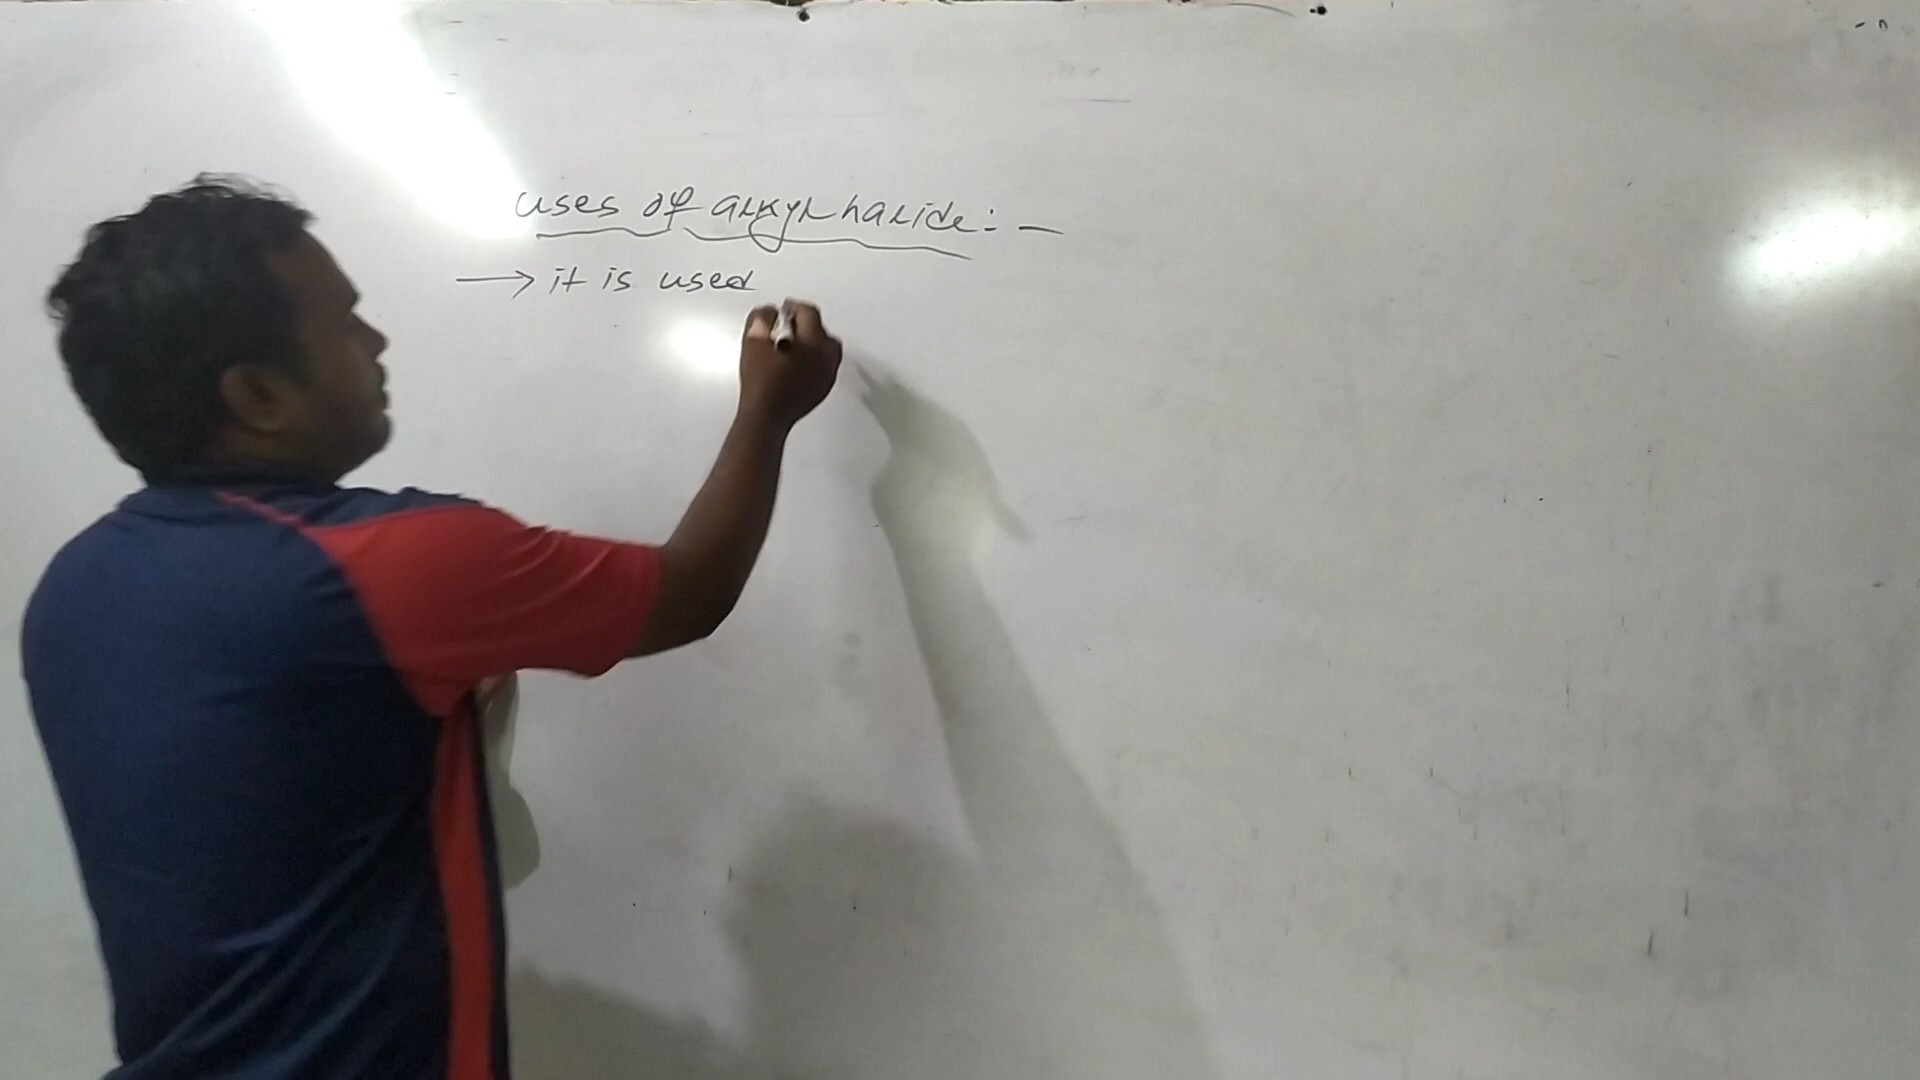 uses of alkyl halide:-
→ it is used